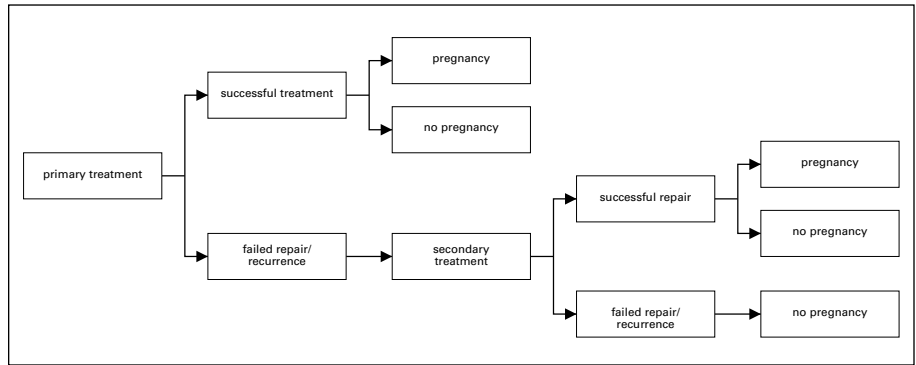 primary treatment
successful treatment
pregnancy
no pregnancy
failed repair/
recurrence
secondary
treatment
successful repair
pregnancy
no pregnancy
failed repair/
recurrence
no pregnancy